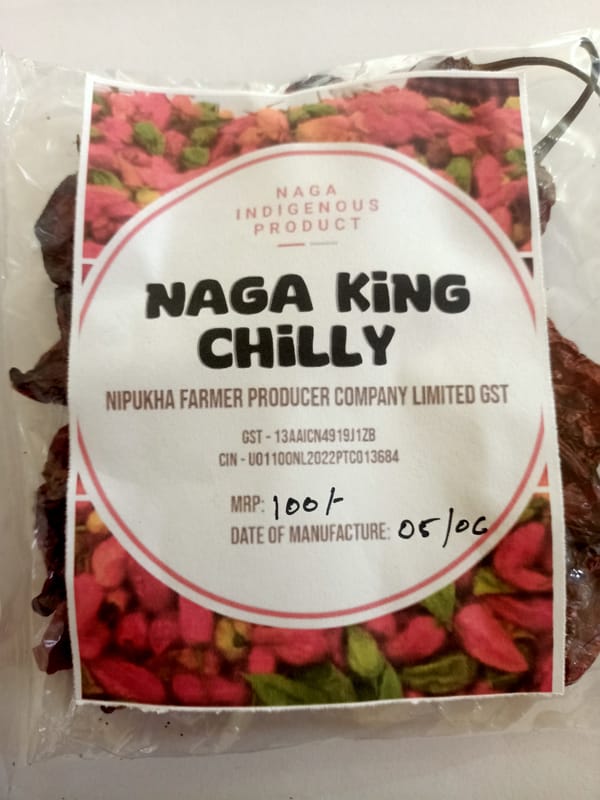 NAGA
INDIGENOUS
PRODUCT
NAGA KiNG
CHiLLY
NIPUKHA FARMER PRODUCER COMPANY LIMITED GST
GST - 13AAICN4919J1ZB
CIN - U01100NL2022PTC013684
MRP: 100/-
DATE OF MANUFACTURE: 05/06